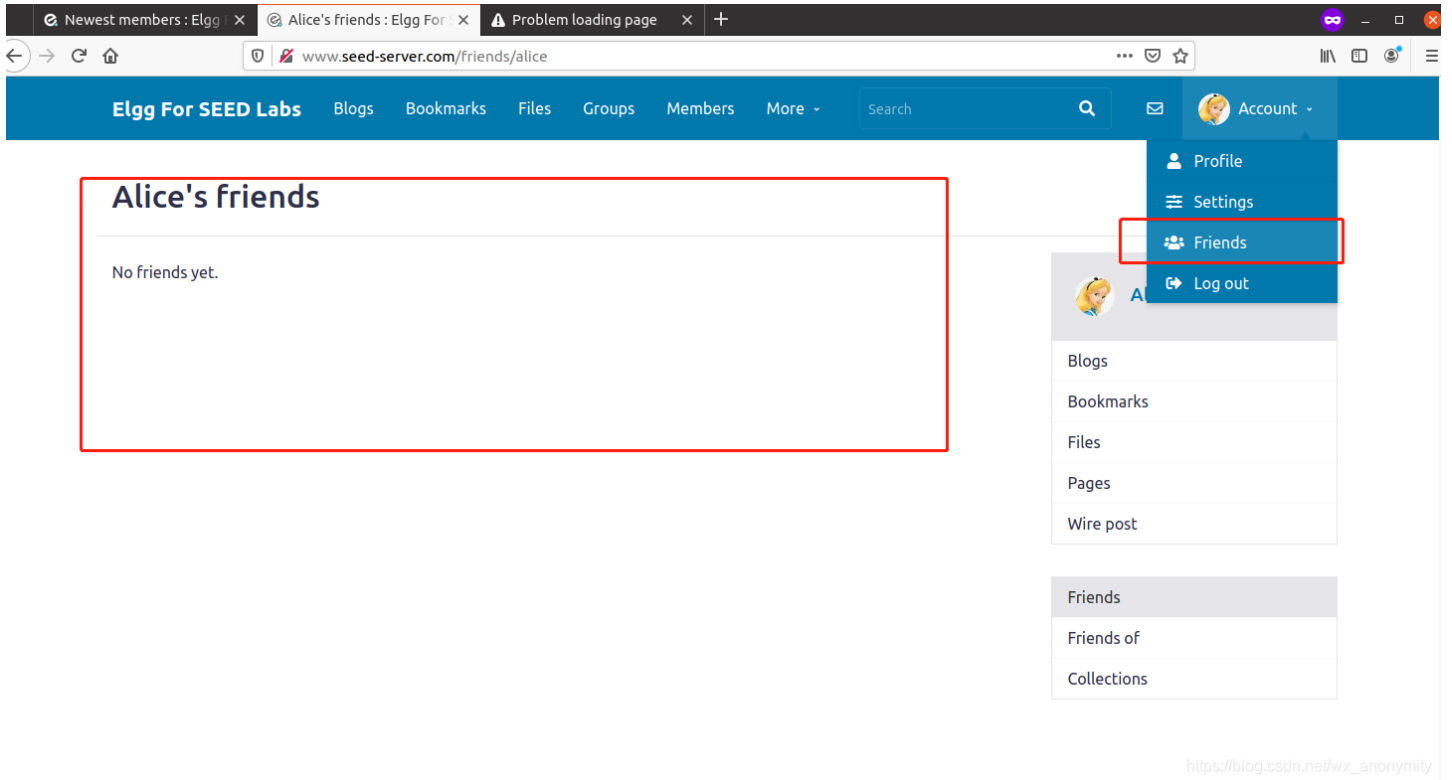 Newest members : Elgg F
Alice's friends : Elgg For S
Problem loading page
www.seed-server.com/friends/alice
Elgg For SEED Labs Blogs Bookmarks Files Groups Members More Search Account
Profile
Settings
Friends
Log out
Alice's friends
No friends yet.
Al
Blogs
Bookmarks
Files
Pages
Wire post
Friends
Friends of
Collections
https://blog.csdn.net/wx_anonymity